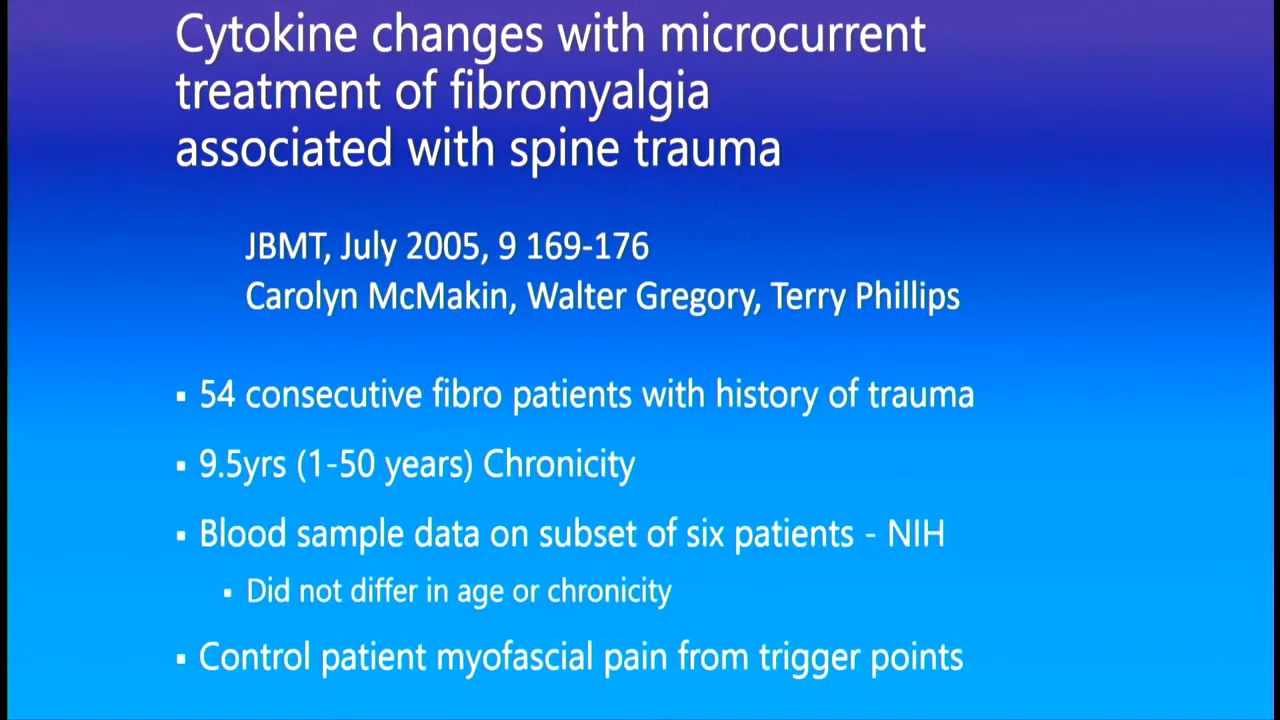 Cytokine changes with microcurrent
treatment of fibromyalgia
associated with spine trauma
JBMT, July 2005, 9 169-176
Carolyn McMakin, Walter Gregory, Terry Phillips
▪ 54 consecutive fibro patients with history of trauma
▪ 9.5yrs (1-50 years) Chronicity
▪ Blood sample data on subset of six patients - NIH
▪ Did not differ in age or chronicity
▪ Control patient myofascial pain from trigger points